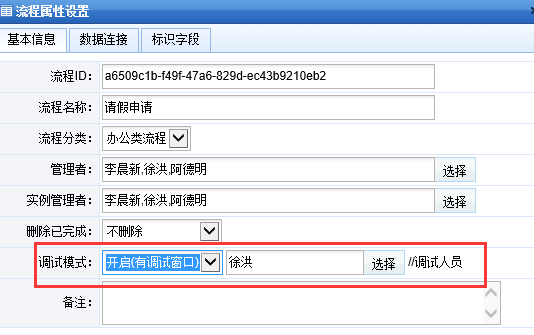 流程属性设置
基本信息 数据连接 标识字段
流程ID: a6509c1b-f49f-47a6-829d-ec43b9210eb2
流程名称: 请假申请
流程分类: 办公类流程
管理者: 李晨新,徐洪,阿德明 选择
实例管理者: 李晨新,徐洪,阿德明 选择
删除已完成: 不删除
调试模式: 开启(有调试窗口) 徐洪 选择 //调试人员
备注: